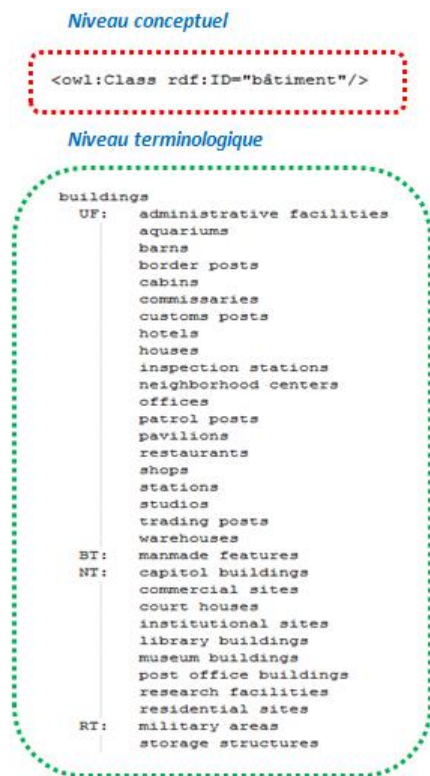 Niveau conceptuel
<owl:Class rdf:ID="bâtiment"/>
Niveau terminologique
buildings
UF: administrative facilities
aquariums
barns
border posts
cabins
commissaries
customs posts
hotels
houses
inspection stations
neighborhood centers
offices
patrol posts
pavilions
restaurants
shops
stations
studios
trading posts
warehouses
BT: manmade features
NT: capitol buildings
commercial sites
court houses
institutional sites
library buildings
museum buildings
post office buildings
research facilities
residential sites
RT: military areas
storage structures